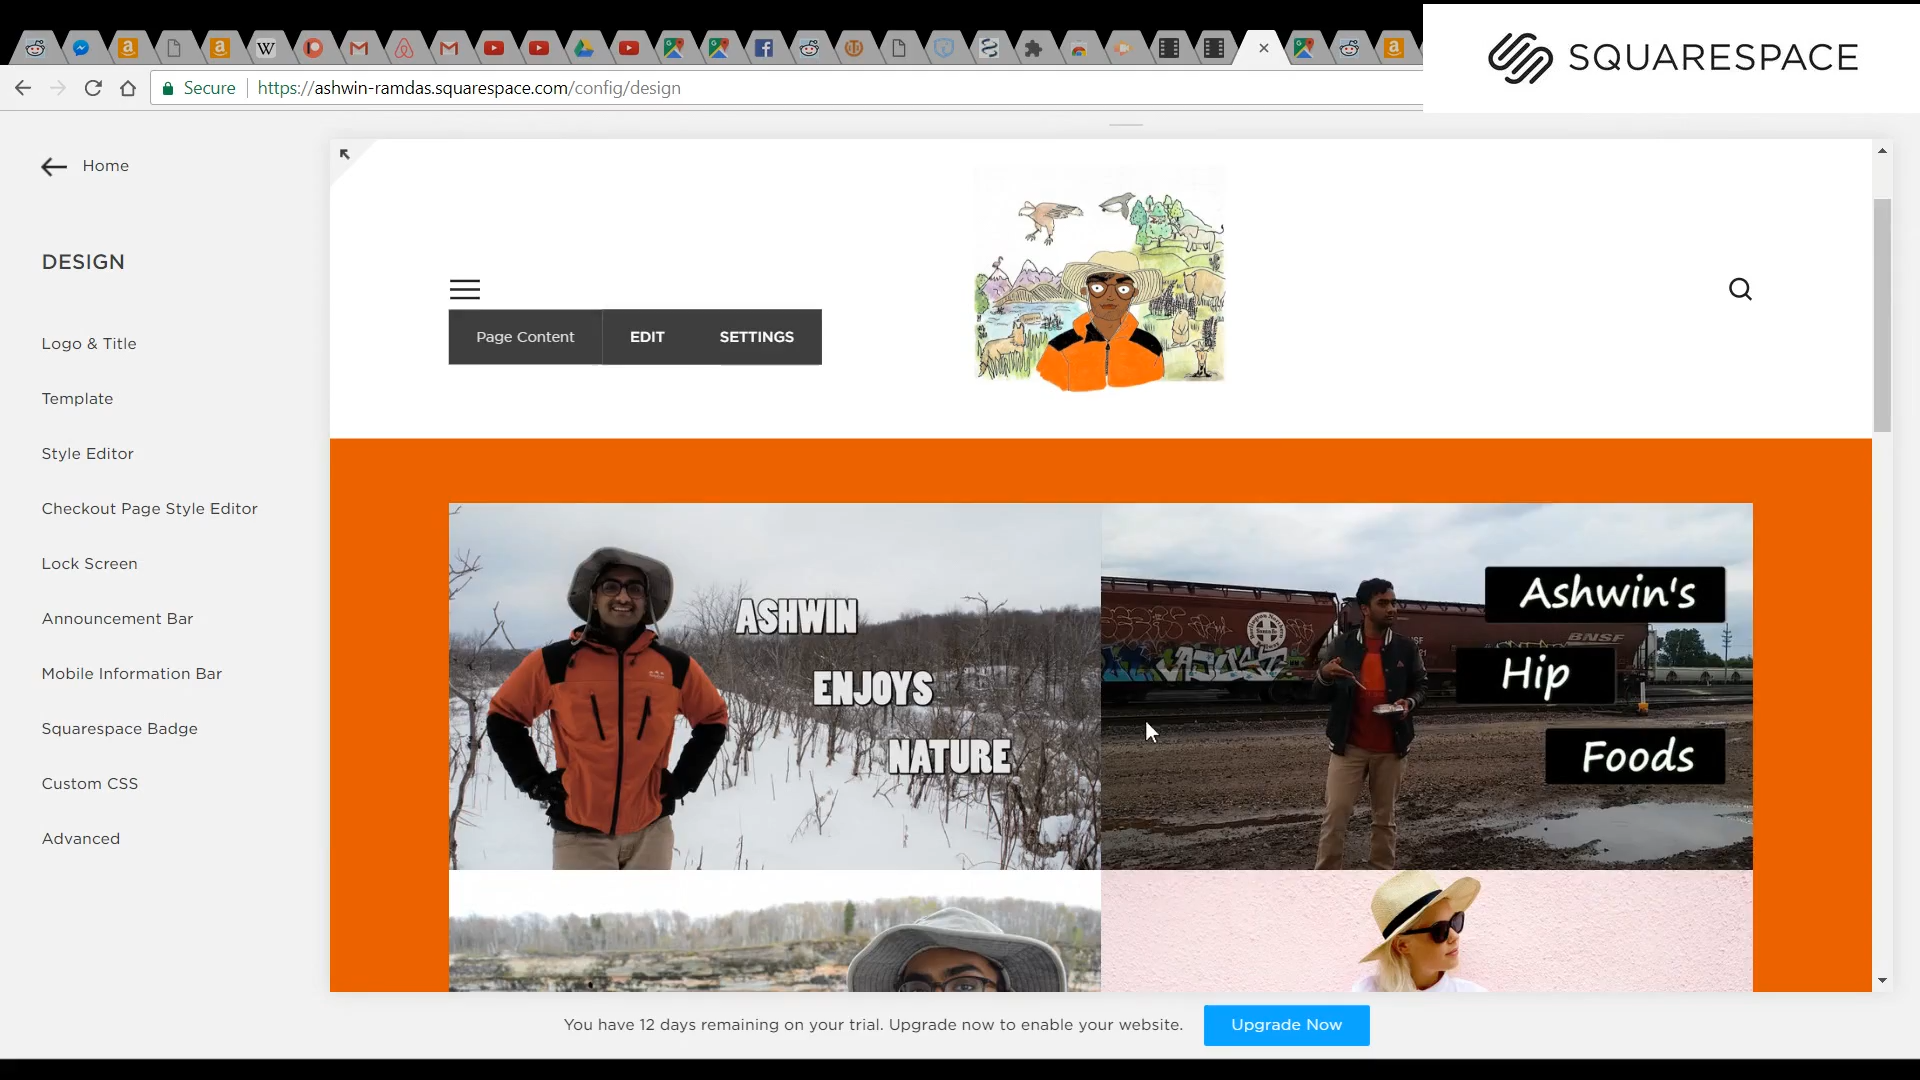 SQUARESPACE
Secure
https://ashwin-ramdas.squarespace.com/config/design
Home
DESIGN
Logo & Title
Template
Style Editor
Checkout Page Style Editor
Lock Screen
Announcement Bar
Mobile Information Bar
Squarespace Badge
Custom CSS
Advanced
Page Content EDIT SETTINGS
ASHWIN
ENJOYS
NATURE
BNSF
Ashwin's
Hip
Foods
You have 12 days remaining on your trial. Upgrade now to enable your website.
Upgrade Now